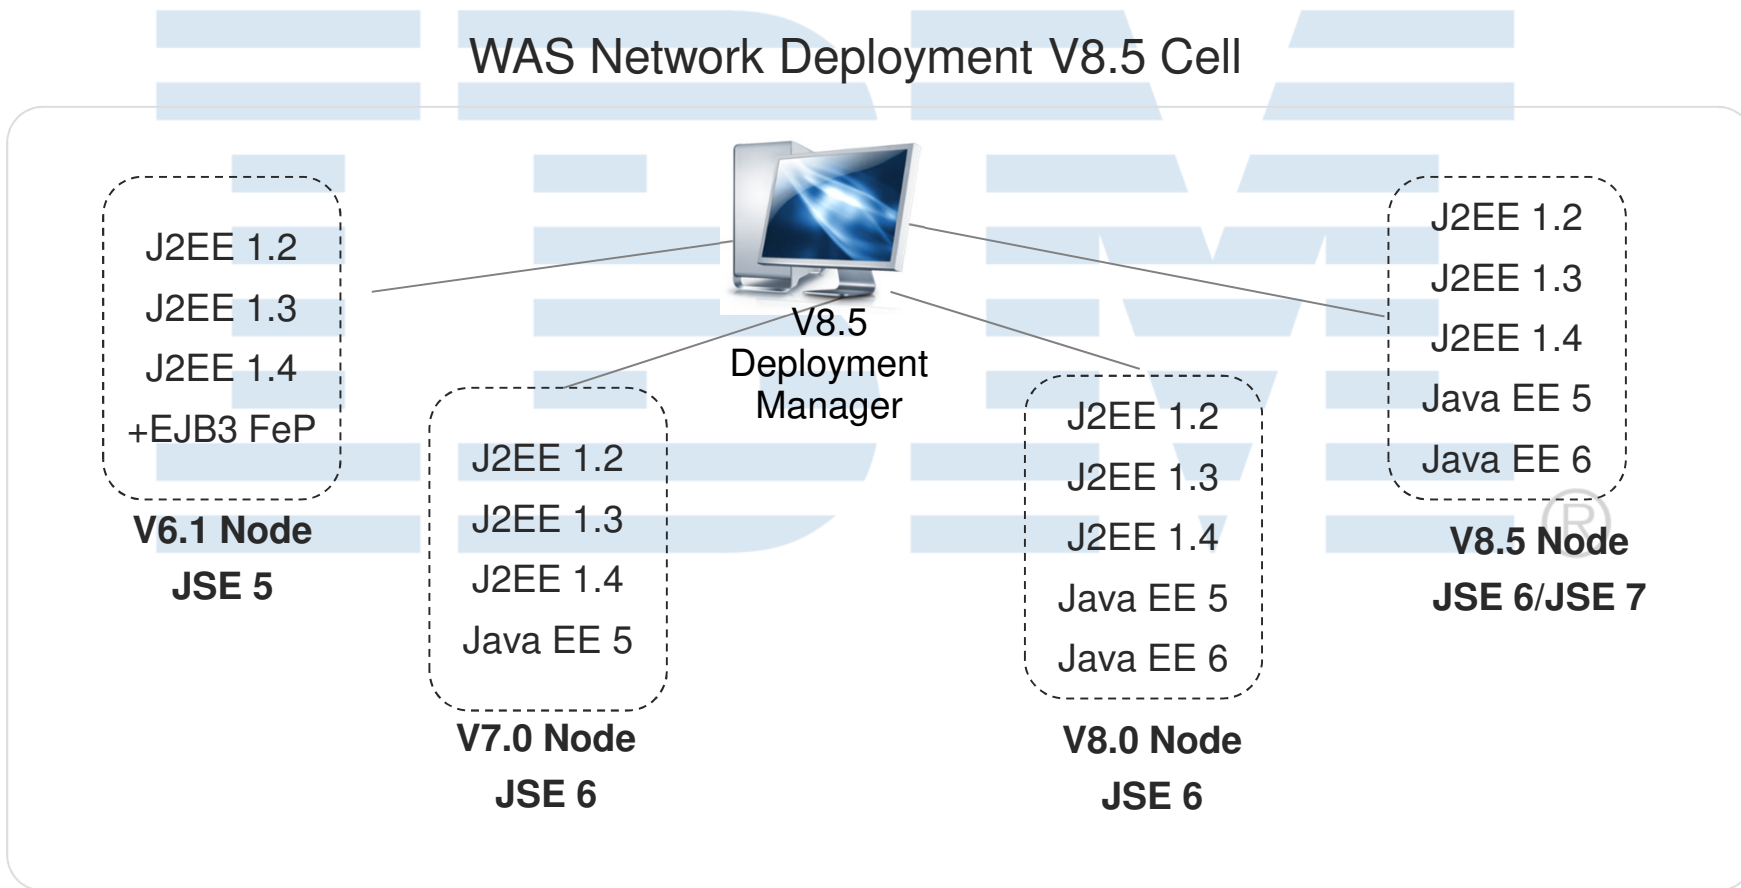 WAS Network Deployment V8.5 Cell
J2EE 1.2
J2EE 1.3
J2EE 1.4
+EJB3 FeP
V6.1 Node
JSE 5
J2EE 1.2
J2EE 1.3
J2EE 1.4
Java EE 5
V7.0 Node
JSE 6
V8.5
Deployment
Manager
J2EE 1.2
J2EE 1.3
J2EE 1.4
Java EE 5
Java EE 6
V8.0 Node
JSE 6
J2EE 1.2
J2EE 1.3
J2EE 1.4
Java EE 5
Java EE 6
V8.5 Node
JSE 6/JSE 7
IBM®